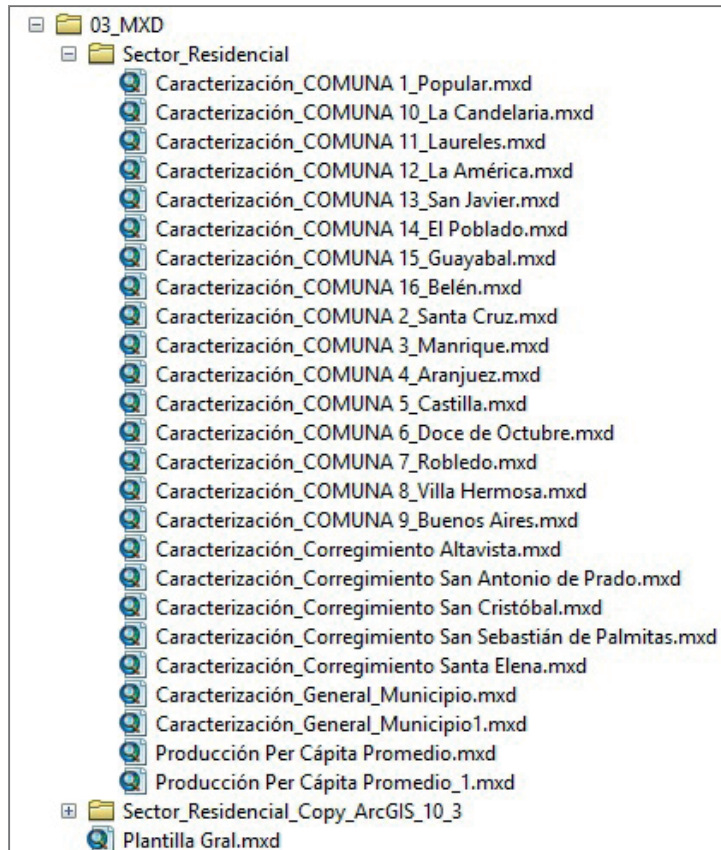 03_MXD
Sector_Residencial
Caracterización_COMUNA 1_Popular.mxd
Caracterización_COMUNA 10_La Candelaria.mxd
Caracterización_COMUNA 11_Laureles.mxd
Caracterización_COMUNA 12_La América.mxd
Caracterización_COMUNA 13_San Javier.mxd
Caracterización_COMUNA 14_El Poblado.mxd
Caracterización_COMUNA 15_Guayabal.mxd
Caracterización_COMUNA 16_Belén.mxd
Caracterización_COMUNA 2_Santa Cruz.mxd
Caracterización_COMUNA 3_Manrique.mxd
Caracterización_COMUNA 4_Aranjuez.mxd
Caracterización_COMUNA 5_Castilla.mxd
Caracterización_COMUNA 6_Doce de Octubre.mxd
Caracterización_COMUNA 7_Robledo.mxd
Caracterización_COMUNA 8_Villa Hermosa.mxd
Caracterización_COMUNA 9_Buenos Aires.mxd
Caracterización_Corregimiento Altavista.mxd
Caracterización_Corregimiento San Antonio de Prado.mxd
Caracterización_Corregimiento San Cristóbal.mxd
Caracterización_Corregimiento San Sebastián de Palmitas.mxd
Caracterización_Corregimiento Santa Elena.mxd
Caracterización_General_Municipio.mxd
Caracterización_General_Municipio1.mxd
Producción Per Cápita Promedio.mxd
Producción Per Cápita Promedio_1.mxd
Sector_Residencial_Copy_ArcGIS_10_3
Plantilla Gral.mxd